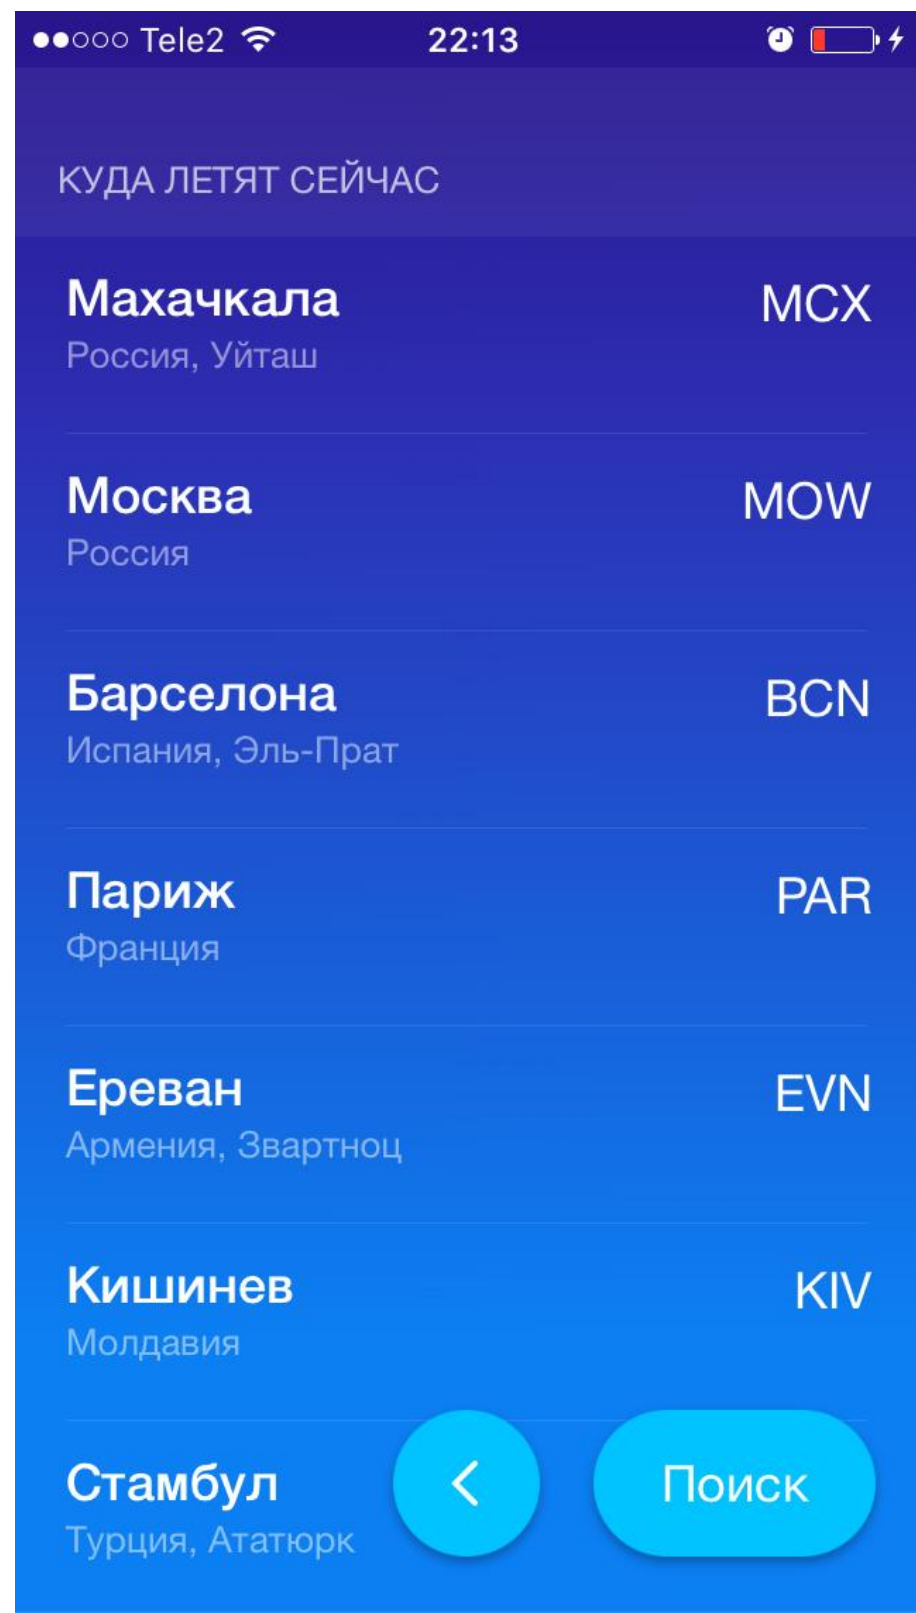 Tele2 22:13
КУДА ЛЕТЯТ СЕЙЧАС
Махачкала MCX
Россия, Уйташ
Москва MOW
Россия
Барселона BCN
Испания, Эль-Прат
Париж PAR
Франция
Ереван EVN
Армения, Звартноц
Кишинев KIV
Молдавия
Стамбул
Турция, Ататюрк
Поиск